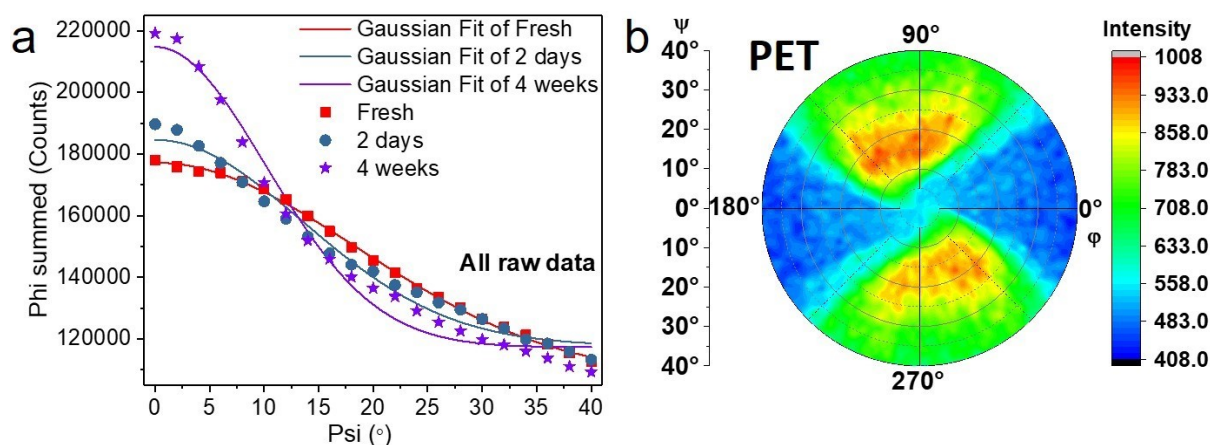 a
220000
200000
180000
160000
140000
120000
Phi summed (Counts)
0 5 10 15 20 25 30 35 40
Psi (°)
Gaussian Fit of Fresh
Gaussian Fit of 2 days
Gaussian Fit of 4 weeks
Fresh
2 days
4 weeks
All raw data
b
ψ
40°
30°
20°
10°
0°
10°
20°
30°
40°
PET
90°
180°
0°
φ
270°
Intensity
1008
933.0
858.0
783.0
708.0
633.0
558.0
483.0
408.0